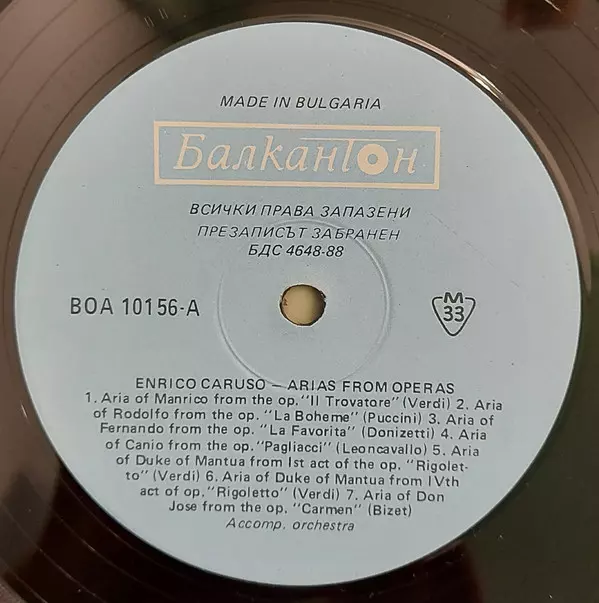 MADE IN BULGARIA
Балкантон
ВСИЧКИ ПРАВА ЗАПАЗЕНИ
ПРЕЗАПИСЪТ ЗАБРАНЕН
БДС 4648-88
ВОА 10156-А
М
33
ENRICO CARUSO – ARIAS FROM OPERAS
1. Aria of Manrico from the op. "Il Trovatore" (Verdi) 2. Aria
of Rodolfo from the op. "La Boheme" (Puccini) 3. Aria of
Fernando from the op. "La Favorita" (Donizetti) 4. Aria
of Canio from the op. "Pagliacci" (Leoncavallo) 5. Aria
of Duke of Mantua from Ist act of the op. "Rigolet-
to" (Verdi) 6. Aria of Duke of Mantua from IVth
act of op. "Rigoletto" (Verdi) 7. Aria of Don
Jose from the op. "Carmen" (Bizet)
Accomp. orchestra